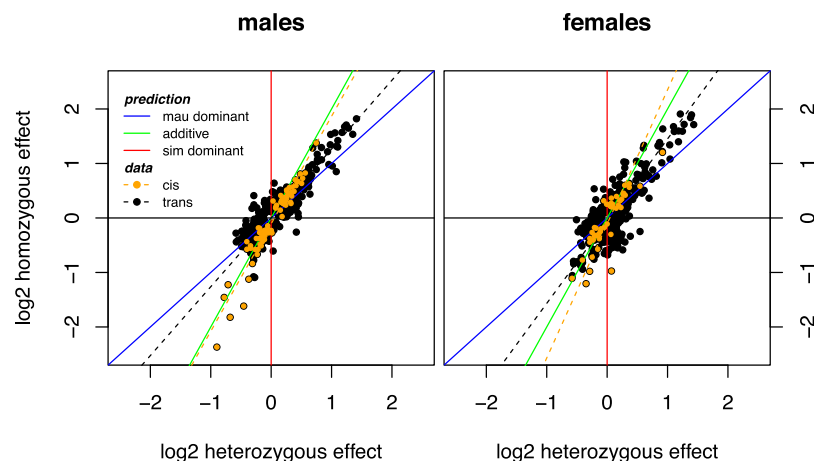 males
females
prediction
mau dominant
additive
sim dominant
data
cis
trans
log2 homozygous effect
2
1
0
−1
−2
2
1
0
−1
−2
−2 −1 0 1 2
−2 −1 0 1 2
log2 heterozygous effect
log2 heterozygous effect